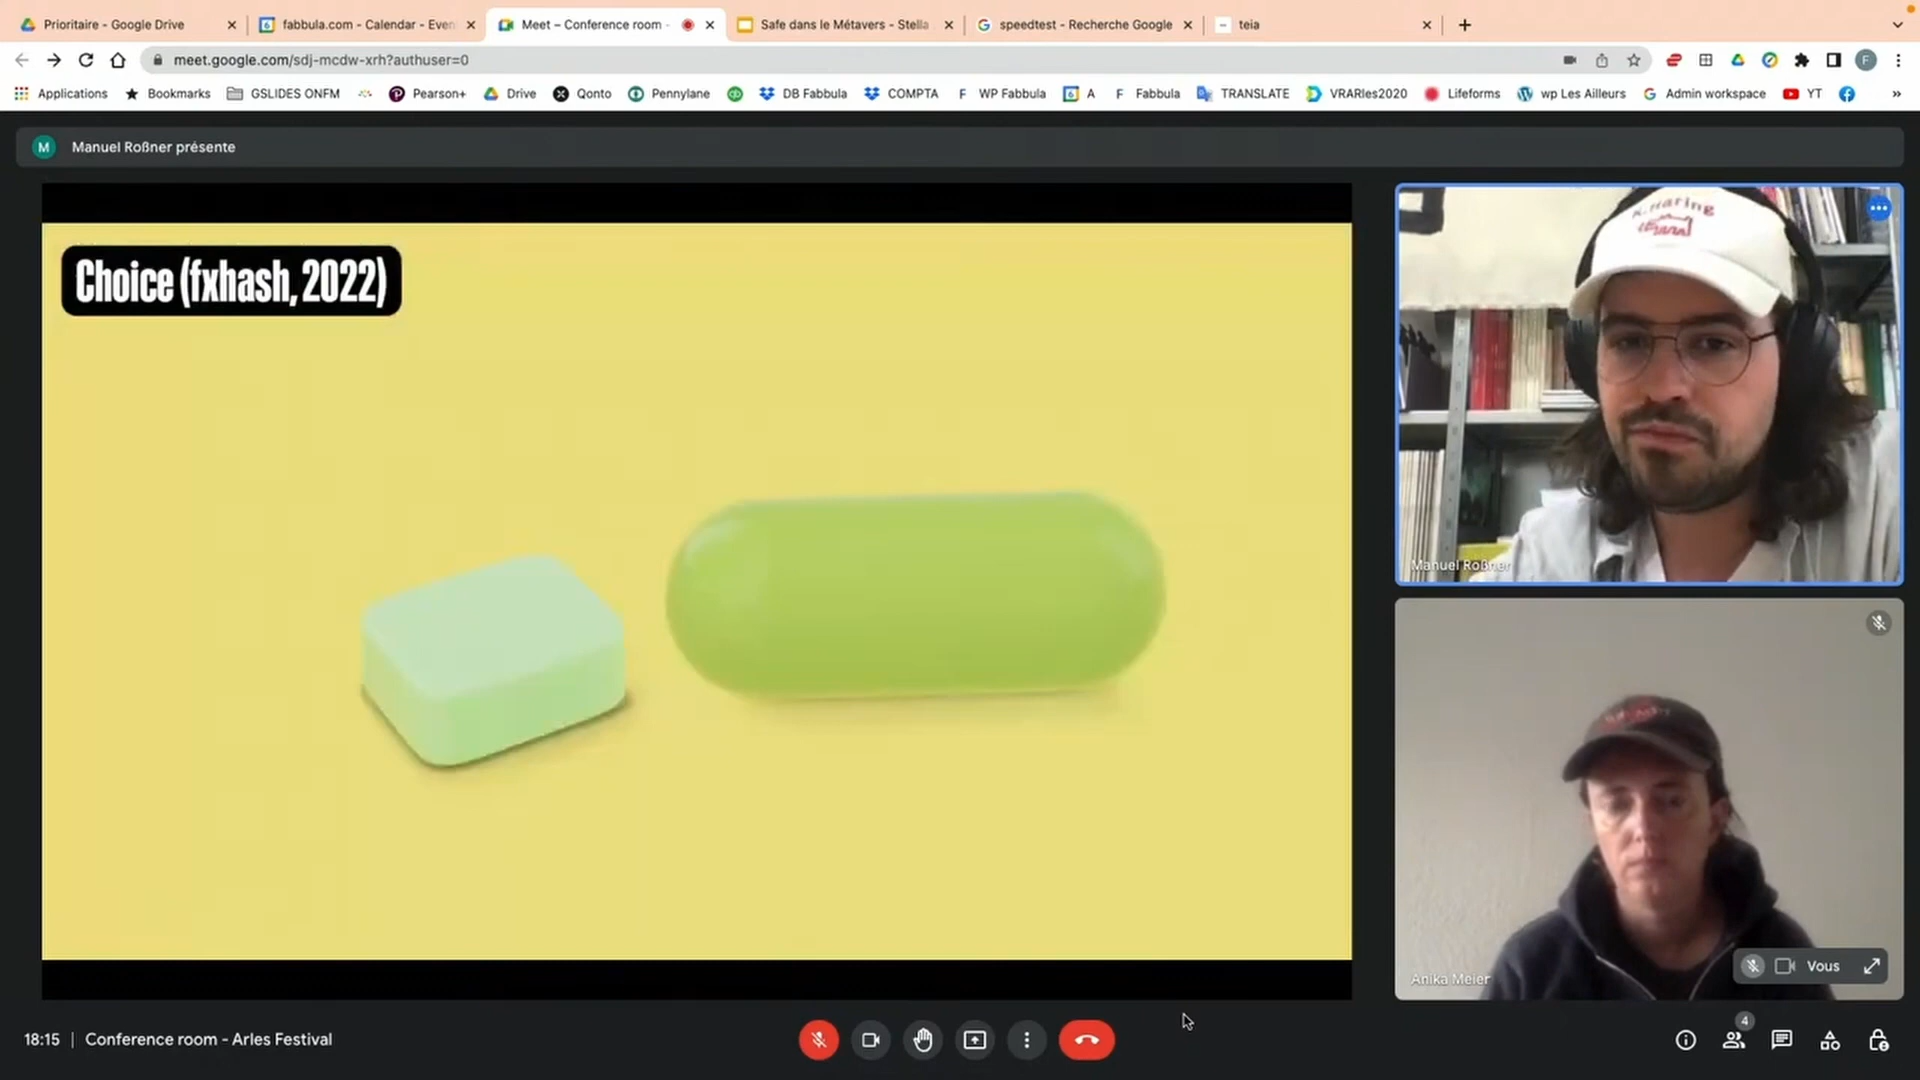 Prioritaire - Google Drive
fabbula.com - Calendar - Even
Meet – Conference room -
Safe dans le Métavers - Stella
speedtest - Recherche Google
teia
meet.google.com/sdj-mcdw-xrh?authuser=0
F
Applications
Bookmarks
GSLIDES ONFM
Pearson+
Drive
Qonto
Pennylane
DB Fabbula
COMPTA
F WP Fabbula
6 A
F Fabbula
TRANSLATE
VRARles2020
Lifeforms
wp Les Ailleurs
Admin workspace
YT
»
M Manuel Roßner présente
Choice (fxhash, 2022)
K. Haring
Manuel Roßner
Anika Meier
Vous
18:15 | Conference room - Arles Festival
4